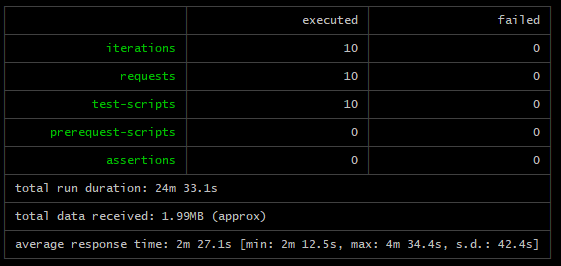 executed failed
iterations 10 0
requests 10 0
test-scripts 10 0
prerequest-scripts 0 0
assertions 0 0
total run duration: 24m 33.1s
total data received: 1.99MB (approx)
average response time: 2m 27.1s [min: 2m 12.5s, max: 4m 34.4s, s.d.: 42.4s]